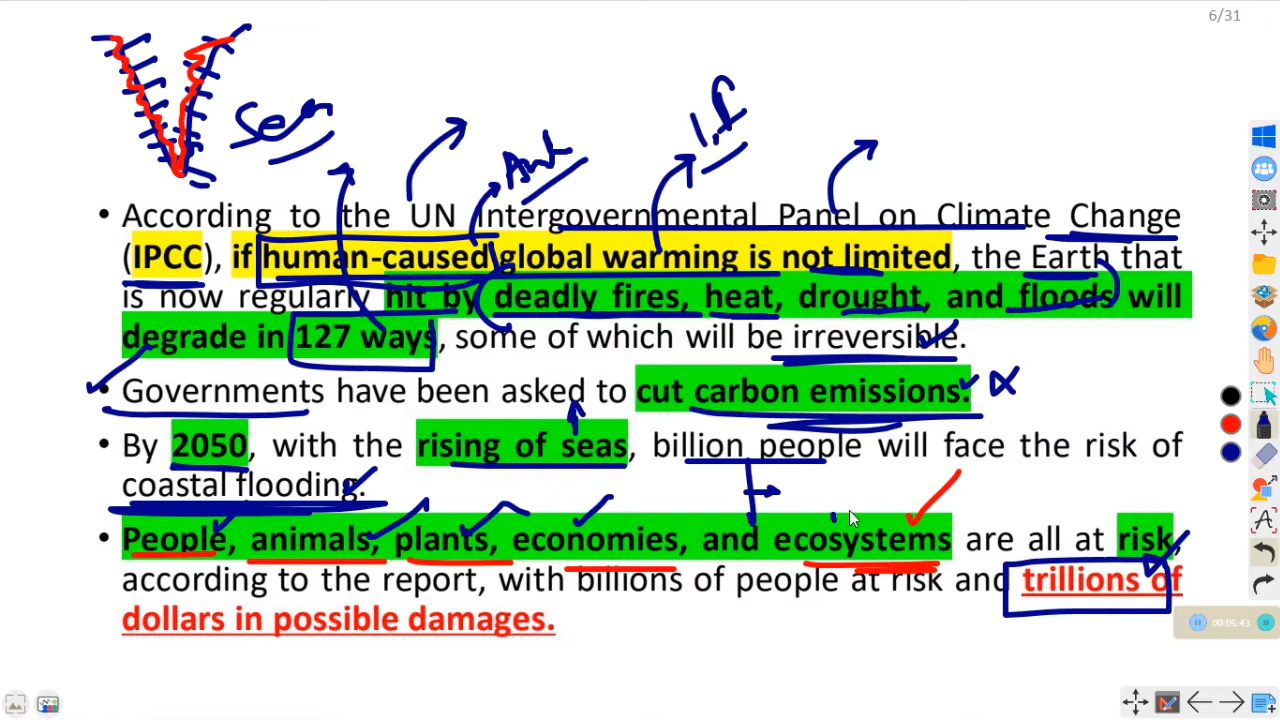 6/31
Sea
Ant
I.f
• According to the UN Intergovernmental Panel on Climate Change
(IPCC), if human-caused global warming is not limited, the Earth that
is now regularly hit by deadly fires, heat, drought, and floods will
degrade in 127 ways, some of which will be irreversible.
• Governments have been asked to cut carbon emissions.
• By 2050, with the rising of seas, billion people will face the risk of
coastal flooding.
• People, animals, plants, economies, and ecosystems are all at risk,
according to the report, with billions of people at risk and trillions of
dollars in possible damages.
00:05:43